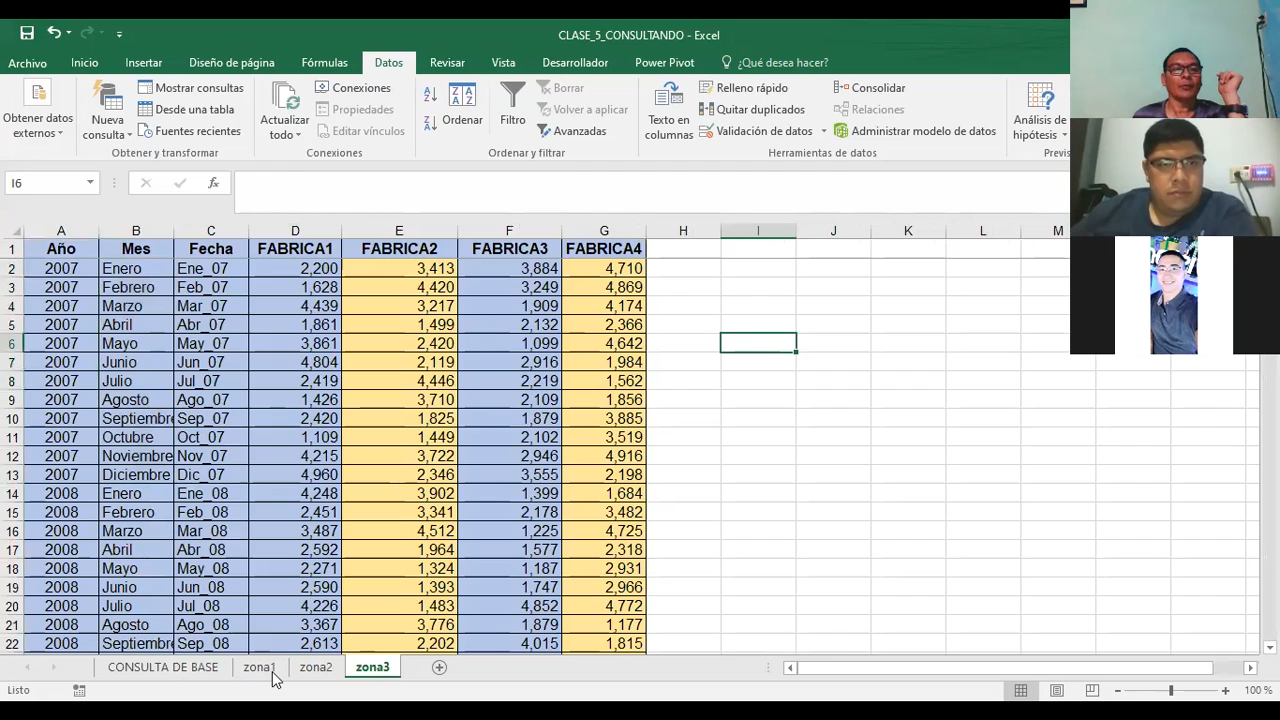 CLASE_5_CONSULTANDO - Excel
Archivo Inicio Insertar Diseño de página Fórmulas Datos Revisar Vista Desarrollador Power Pivot ¿Qué desea hacer?
Obtener datos externos
Nueva consulta
Mostrar consultas
Desde una tabla
Fuentes recientes
Obtener y transformar
Actualizar todo
Conexiones
Propiedades
Editar vínculos
Conexiones
Ordenar
Filtro
Borrar
Volver a aplicar
Avanzadas
Ordenar y filtrar
Texto en columnas
Relleno rápido
Quitar duplicados
Validación de datos
Consolidar
Relaciones
Administrar modelo de datos
Herramientas de datos
Análisis de hipótesis
Previs
I6
A B C D E F G H I J K L M
1 Año Mes Fecha FABRICA1 FABRICA2 FABRICA3 FABRICA4
2 2007 Enero Ene_07 2,200 3,413 3,884 4,710
3 2007 Febrero Feb_07 1,628 4,420 3,249 4,869
4 2007 Marzo Mar_07 4,439 3,217 1,909 4,174
5 2007 Abril Abr_07 1,861 1,499 2,132 2,366
6 2007 Mayo May_07 3,861 2,420 1,099 4,642
7 2007 Junio Jun_07 4,804 2,119 2,916 1,984
8 2007 Julio Jul_07 2,419 4,446 2,219 1,562
9 2007 Agosto Ago_07 1,426 3,710 2,109 1,856
10 2007 Septiembre Sep_07 2,420 1,825 1,879 3,885
11 2007 Octubre Oct_07 1,109 1,449 2,102 3,519
12 2007 Noviembre Nov_07 4,215 3,722 2,946 4,916
13 2007 Diciembre Dic_07 4,960 2,346 3,555 2,198
14 2008 Enero Ene_08 4,248 3,902 1,399 1,684
15 2008 Febrero Feb_08 2,451 3,341 2,178 3,482
16 2008 Marzo Mar_08 3,487 4,512 1,225 4,725
17 2008 Abril Abr_08 2,592 1,964 1,577 2,318
18 2008 Mayo May_08 2,271 1,324 1,187 2,931
19 2008 Junio Jun_08 2,590 1,393 1,747 2,966
20 2008 Julio Jul_08 4,226 1,483 4,852 4,772
21 2008 Agosto Ago_08 3,367 3,776 1,879 1,177
22 2008 Septiembre Sep_08 2,613 2,202 4,015 1,815
CONSULTA DE BASE zona1 zona2 zona3
Listo
100 %